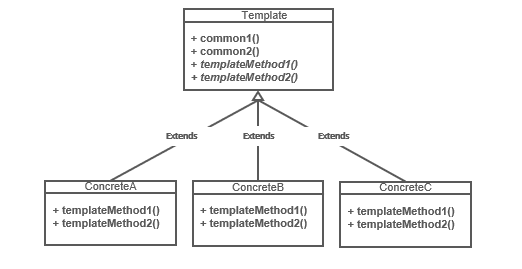 Template
+ common1()
+ common2()
+ templateMethod1()
+ templateMethod2()
Extends
Extends
Extends
ConcreteA
+ templateMethod1()
+ templateMethod2()
ConcreteB
+ templateMethod1()
+ templateMethod2()
ConcreteC
+ templateMethod1()
+ templateMethod2()